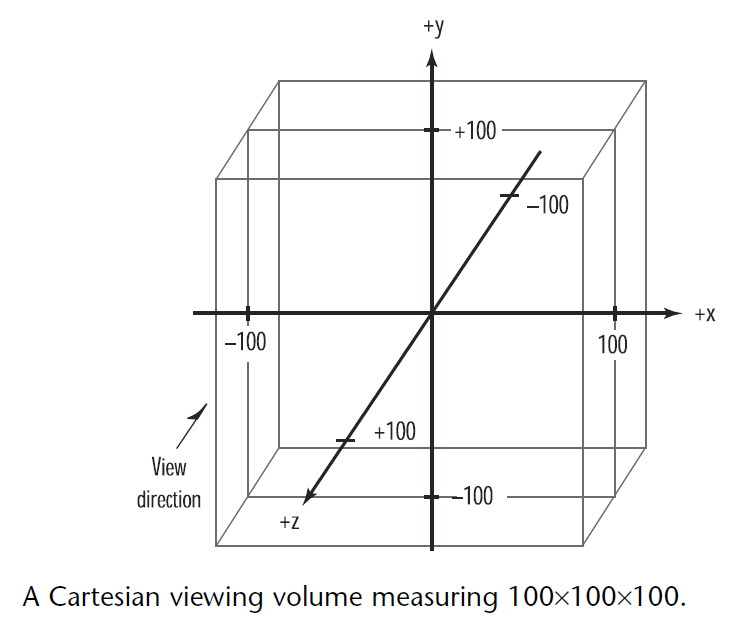 +y
+100
–100
+x
–100
100
+100
View
direction
–100
+z
A Cartesian viewing volume measuring 100×100×100.